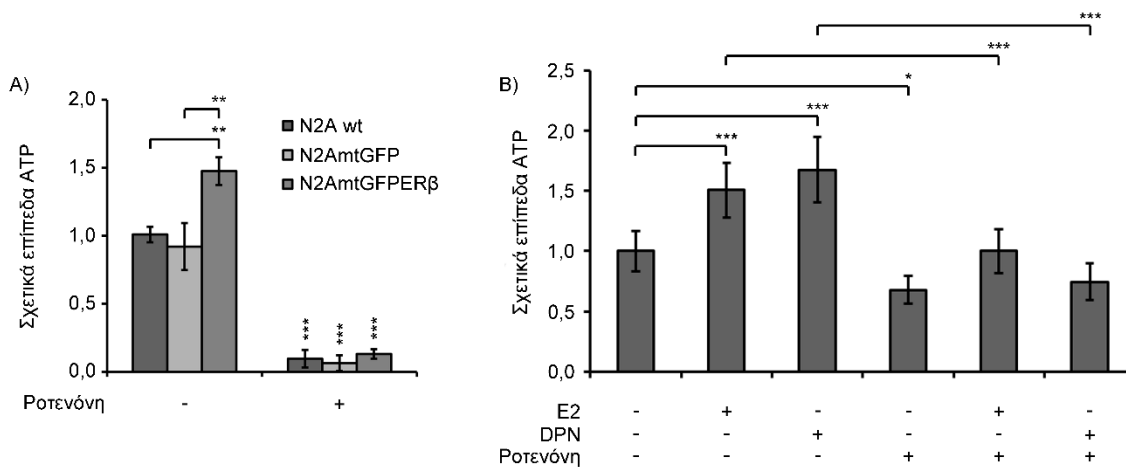 A)
Σχετικά επίπεδα ATP
2,0
1,5
1,0
0,5
0,0
**
**
N2A wt
N2AmtGFP
N2AmtGFPERβ
***
***
***
Ροτενόνη - +
B)
Σχετικά επίπεδα ATP
2,5
2,0
1,5
1,0
0,5
0,0
***
***
*
***
***
E2 - + - - + -
DPN - - + - - +
Ροτενόνη - - - + + +